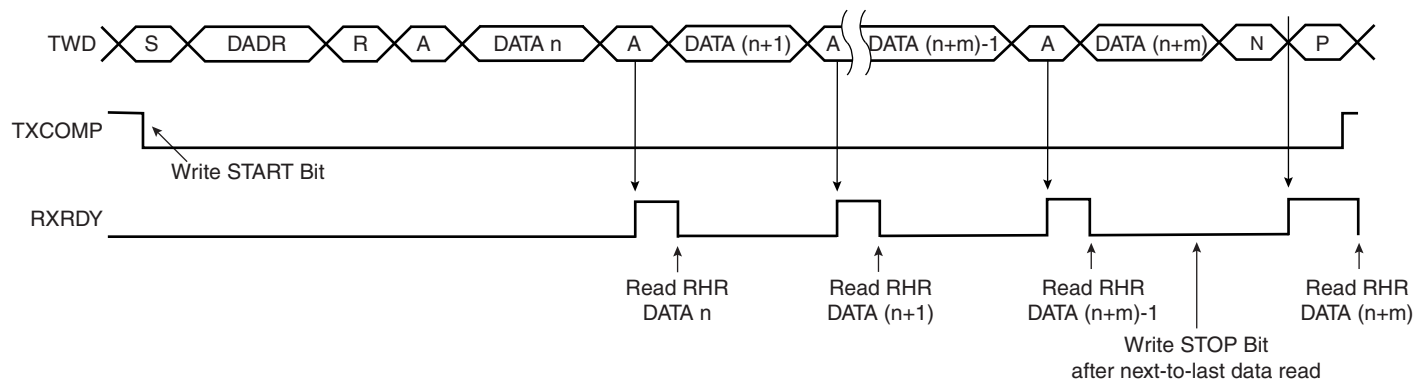 TWD S DADR R A DATA n A DATA (n+1) A DATA (n+m)-1 A DATA (n+m) N P
TXCOMP
Write START Bit
RXRDY
Read RHR
DATA n
Read RHR
DATA (n+1)
Read RHR
DATA (n+m)-1
Read RHR
DATA (n+m)
Write STOP Bit
after next-to-last data read